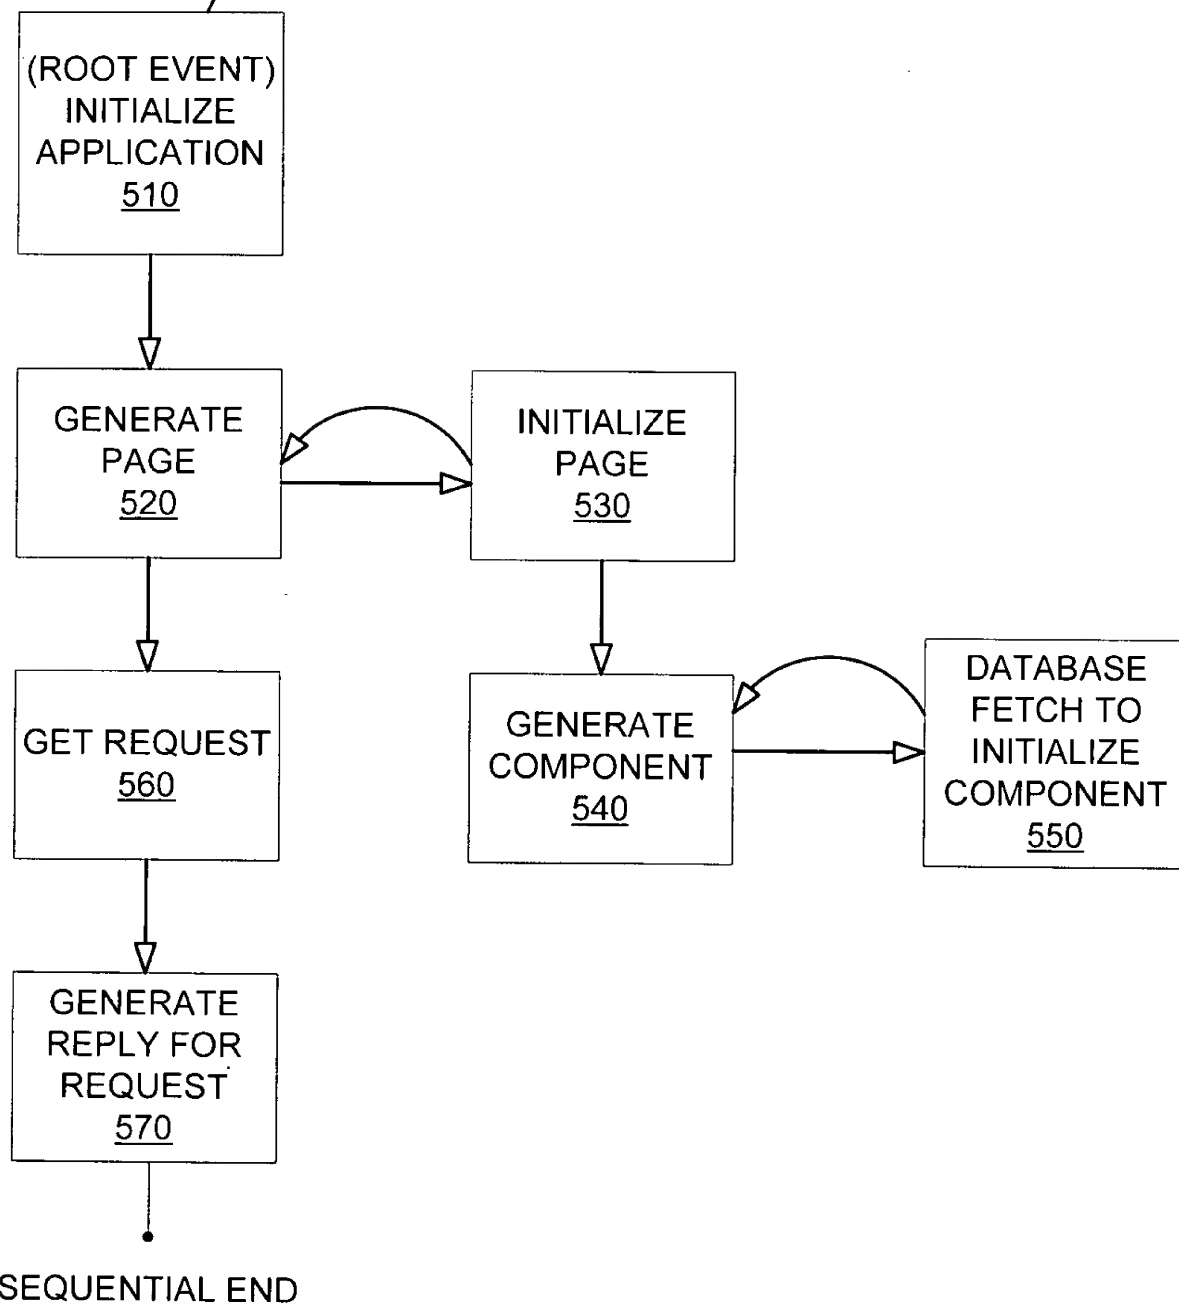 (ROOT EVENT)
INITIALIZE
APPLICATION
510
GENERATE
PAGE
520
INITIALIZE
PAGE
530
GENERATE
COMPONENT
540
DATABASE
FETCH TO
INITIALIZE
COMPONENT
550
GET REQUEST
560
GENERATE
REPLY FOR
REQUEST
570
SEQUENTIAL END